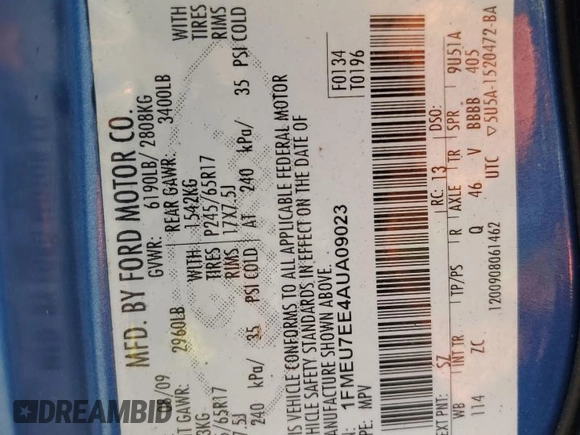 MFD. BY FORD MOTOR CO.
/09 GVWR: 6190LB/ 2808KG
GAWR: 2960LB REAR GAWR: 3400LB
3KG WITH 1542KG WITH
/65R17 TIRES P245/65R17 TIRES
7.5J RIMS 17X7.5J RIMS
240 kPa/ 35 PSI COLD AT 240 kPa/ 35 PSI COLD
IS VEHICLE CONFORMS TO ALL APPLICABLE FEDERAL MOTOR
HICLE SAFETY STANDARDS IN EFFECT ON THE DATE OF
NUFACTURE SHOWN ABOVE.
1FMEU7EE4AUA09023 F0134
PE: MPV T0196
EXT PNT: SZ RC: 13 DSO:
WB INT TR TP/PS R AXLE TR SPR 9U51A
114 ZC Q 46 V BBBB 405
1200908061462 UTC ▽5U5A-1520472-BA